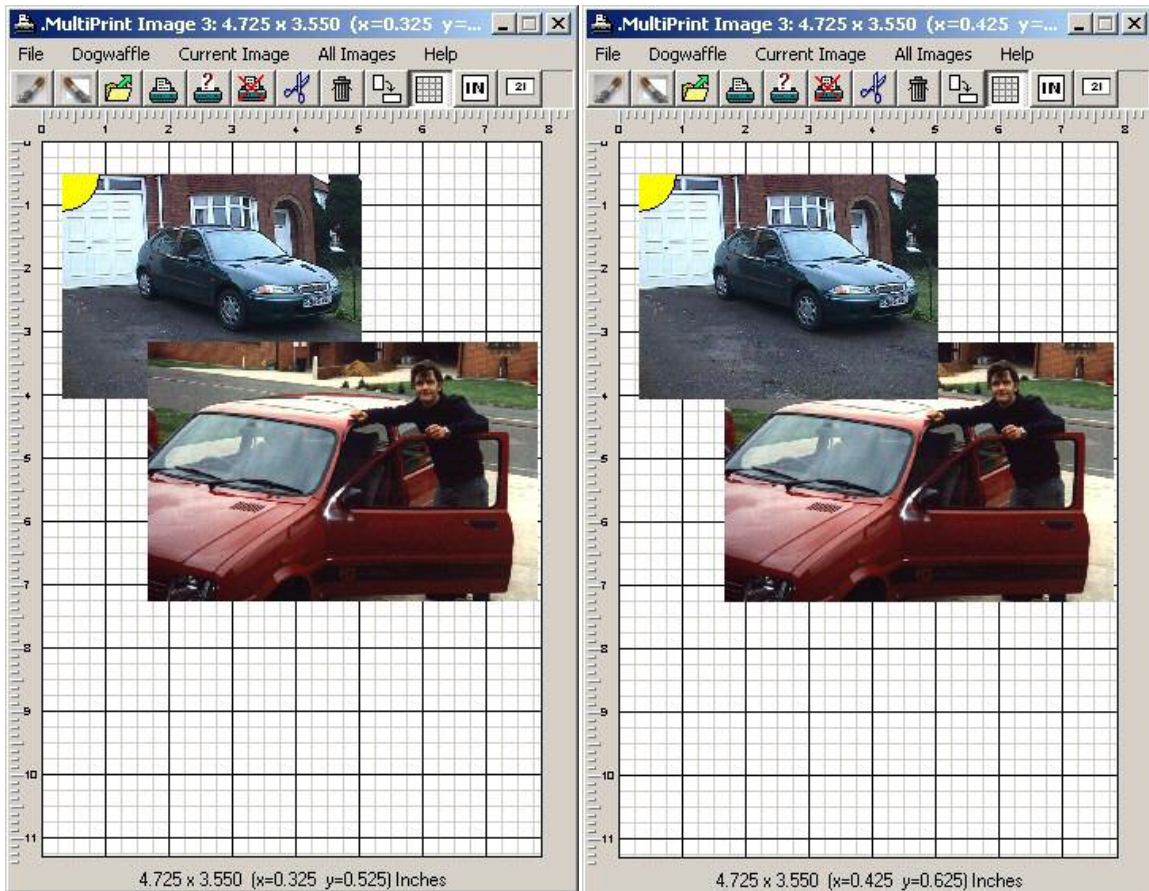 .MultiPrint Image 3: 4.725 x 3.550 (x=0.325 y=...
File Dogwaffle Current Image All Images Help
IN 21
0 1 2 3 4 5 6 7 8
0
1
2
3
4
5
6
7
8
9
10
11
4.725 x 3.550 (x=0.325 y=0.525) Inches
.MultiPrint Image 3: 4.725 x 3.550 (x=0.425 y=...
File Dogwaffle Current Image All Images Help
IN 21
0 1 2 3 4 5 6 7 8
0
1
2
3
4
5
6
7
8
9
10
11
4.725 x 3.550 (x=0.425 y=0.625) Inches